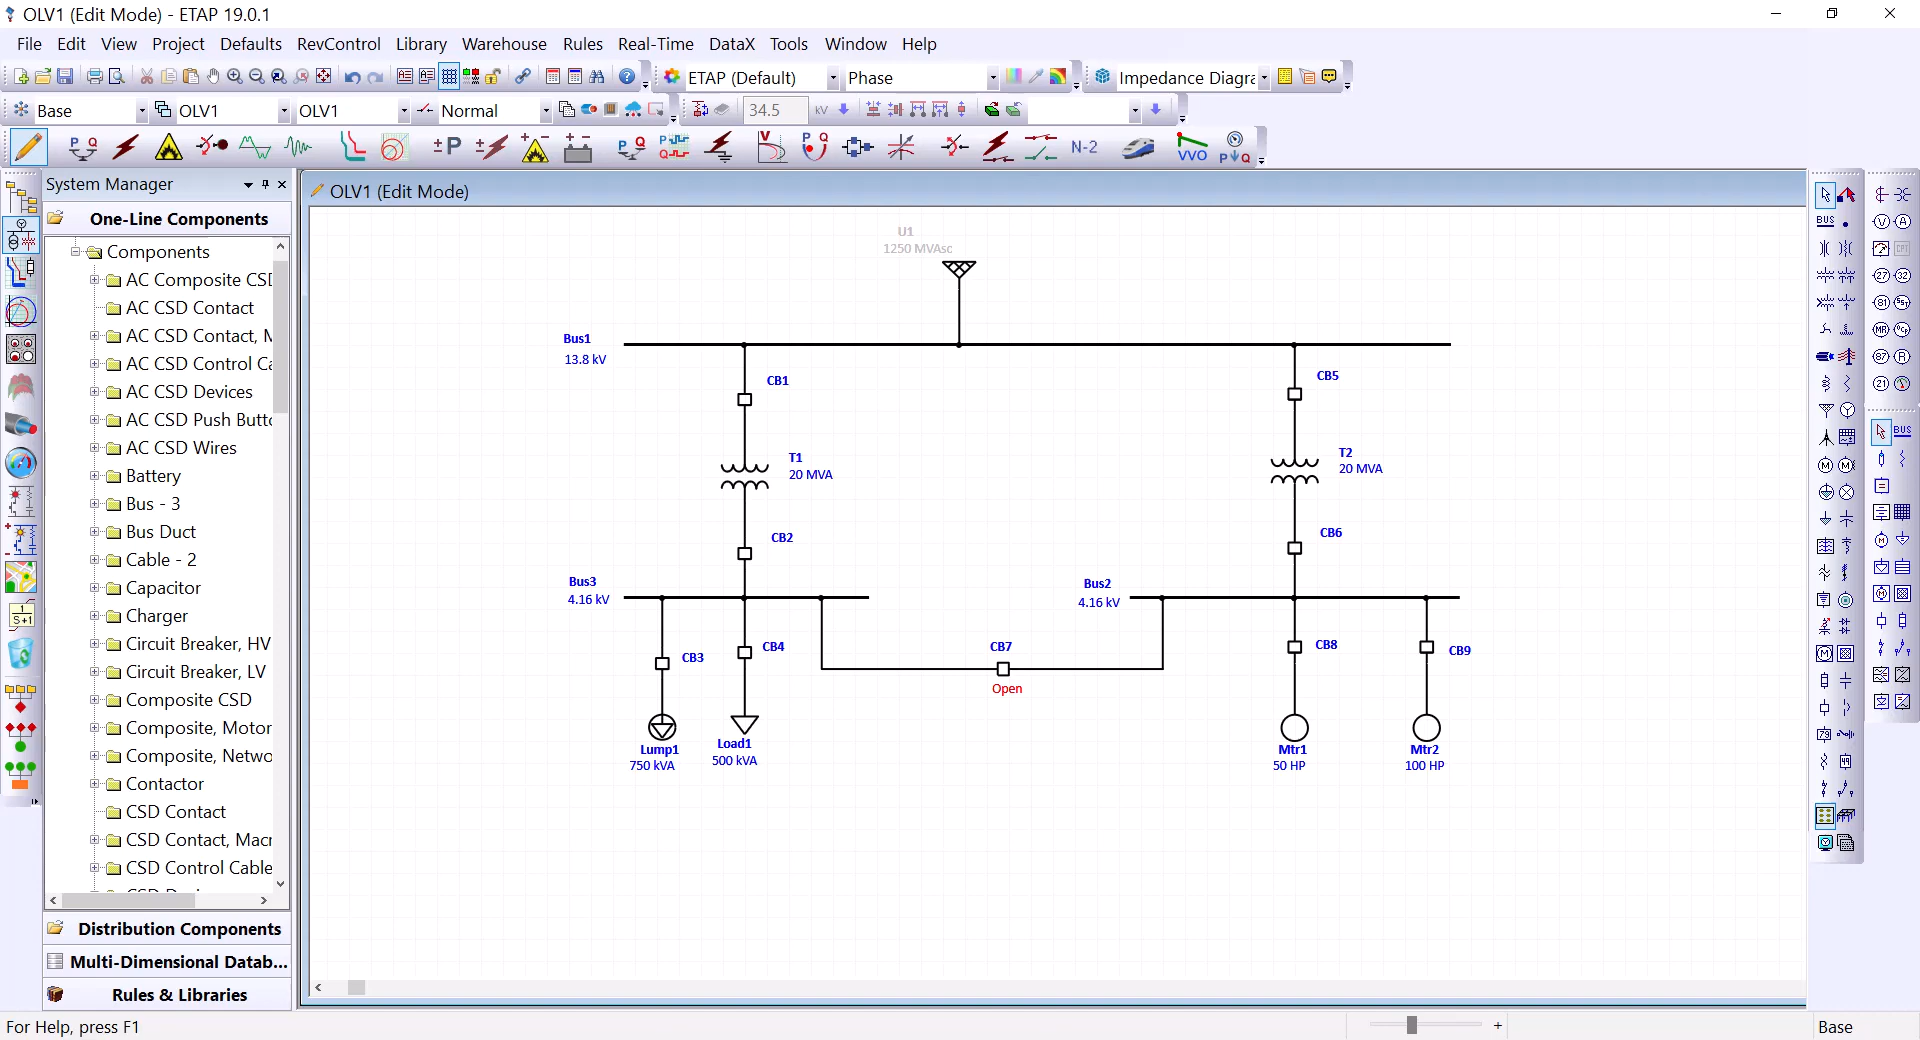 OLV1 (Edit Mode) - ETAP 19.0.1
File Edit View Project Defaults RevControl Library Warehouse Rules Real-Time DataX Tools Window Help
ETAP (Default) Phase Impedance Diagra
Base OLV1 OLV1 Normal 34.5 kV
N-2 VVO
System Manager
One-Line Components
Components
AC Composite CSD
AC CSD Contact
AC CSD Contact, M
AC CSD Control Ca
AC CSD Devices
AC CSD Push Butto
AC CSD Wires
Battery
Bus - 3
Bus Duct
Cable - 2
Capacitor
Charger
Circuit Breaker, HV
Circuit Breaker, LV
Composite CSD
Composite, Motor
Composite, Netwo
Contactor
CSD Contact
CSD Contact, Macr
CSD Control Cable
Distribution Components
Multi-Dimensional Datab...
Rules & Libraries
OLV1 (Edit Mode)
U1
1250 MVAsc
Bus1
13.8 kV
CB1
CB5
T1
20 MVA
T2
20 MVA
CB2
CB6
Bus3
4.16 kV
Bus2
4.16 kV
CB3
CB4
CB7
Open
CB8
CB9
Lump1
750 kVA
Load1
500 kVA
Mtr1
50 HP
Mtr2
100 HP
BUS
BUS
For Help, press F1
Base